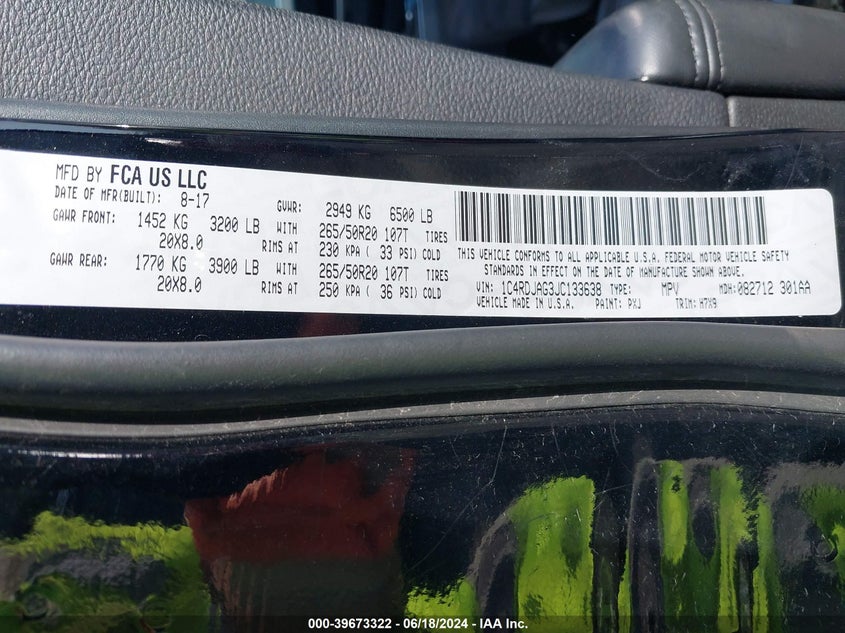 MFD BY FCA US LLC
DATE OF MFR(BUILT): 8-17 GVWR: 2949 KG 6500 LB
GAWR FRONT: 1452 KG 3200 LB WITH 265/50R20 107T TIRES
20X8.0 RIMS AT 230 KPA ( 33 PSI) COLD
GAWR REAR: 1770 KG 3900 LB WITH 265/50R20 107T TIRES
20X8.0 RIMS AT 250 KPA ( 36 PSI) COLD
THIS VEHICLE CONFORMS TO ALL APPLICABLE U.S.A. FEDERAL MOTOR VEHICLE SAFETY
STANDARDS IN EFFECT ON THE DATE OF MANUFACTURE SHOWN ABOVE.
VIN: 1C4RDJAG3JC133638 TYPE: MPV MDH: 082712 301AA
VEHICLE MADE IN U.S.A. PAINT: PXJ TRIM: H7X9
000-39673322 - 06/18/2024 - IAA Inc.